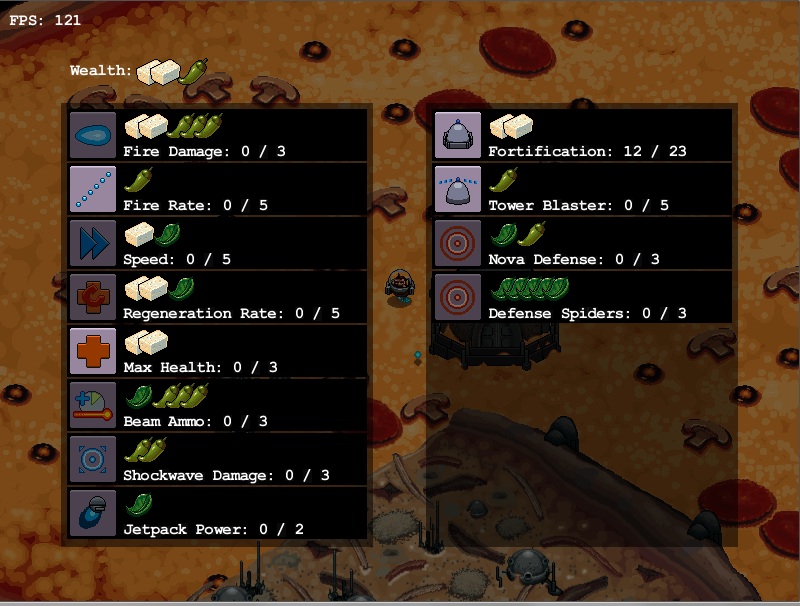 FPS: 121
Wealth:
Fire Damage: 0 / 3
Fire Rate: 0 / 5
Speed: 0 / 5
Regeneration Rate: 0 / 5
Max Health: 0 / 3
Beam Ammo: 0 / 3
Shockwave Damage: 0 / 3
Jetpack Power: 0 / 2
Fortification: 12 / 23
Tower Blaster: 0 / 5
Nova Defense: 0 / 3
Defense Spiders: 0 / 3